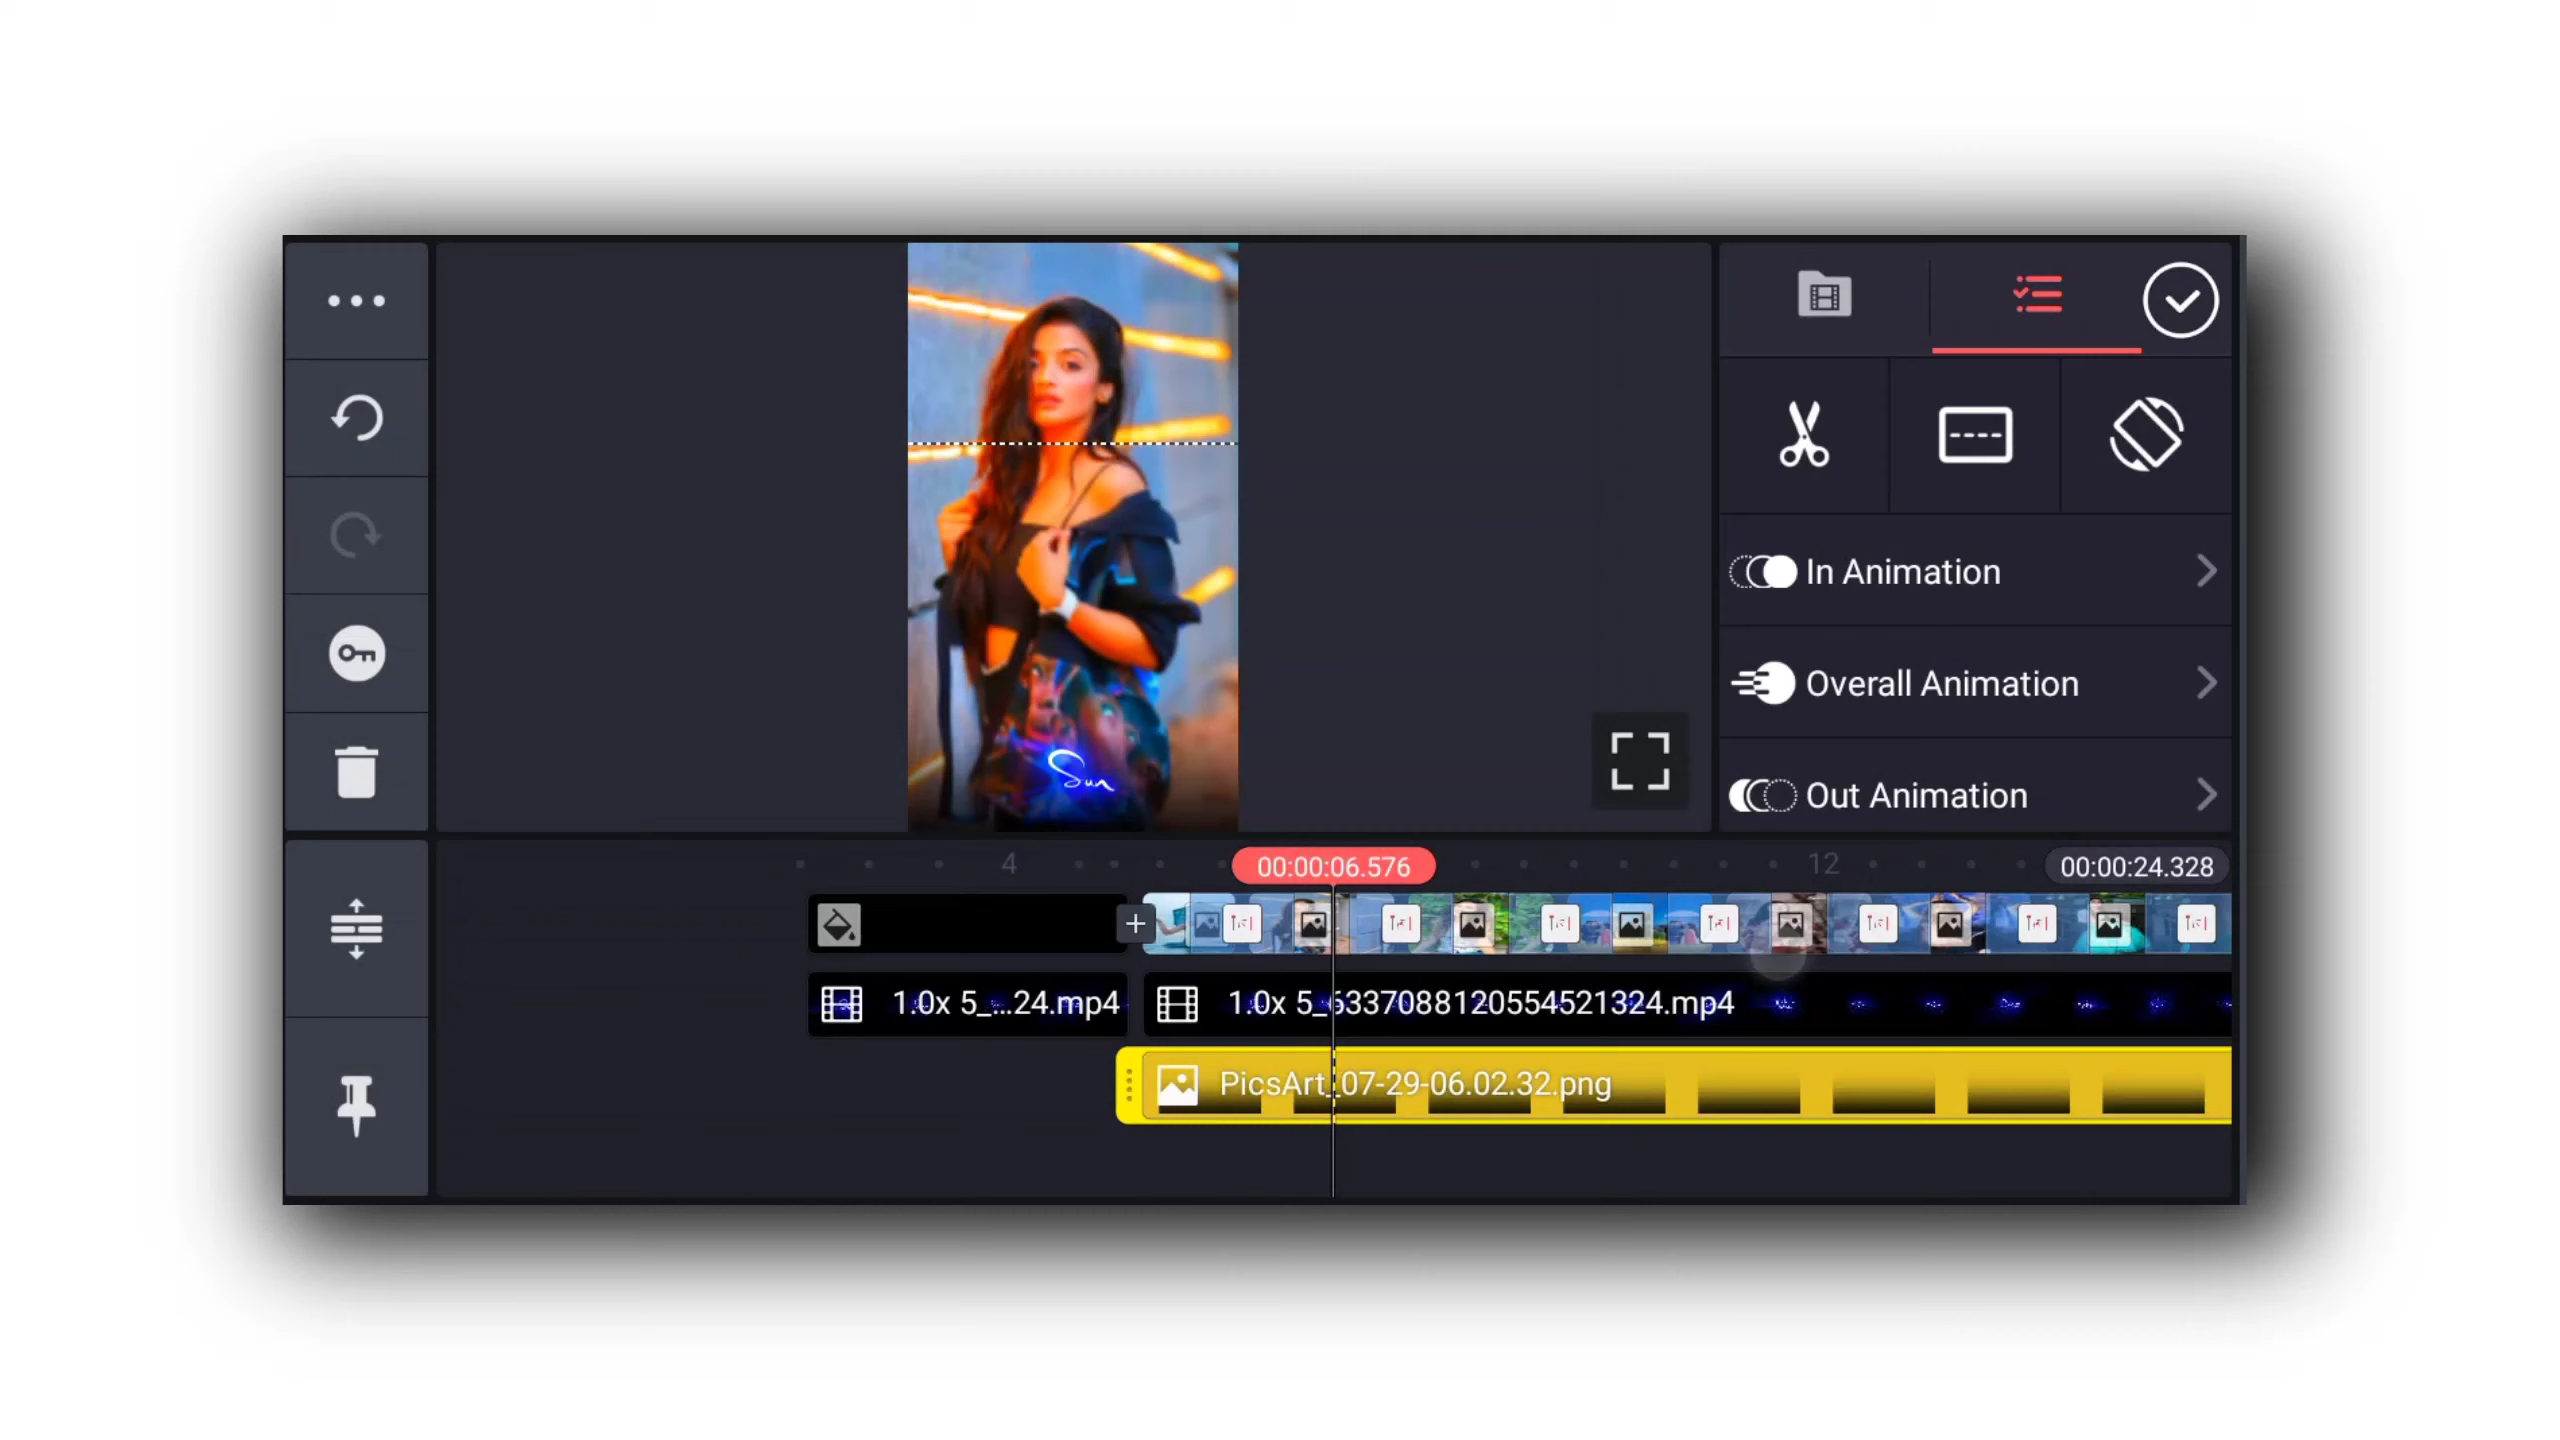 In Animation
Overall Animation
Sun
Out Animation
4
00:00:06.576
12
00:00:24.328
1.0x 5_...24.mp4
1.0x 5_6337088120554521324.mp4
PicsArt_07-29-06.02.32.png